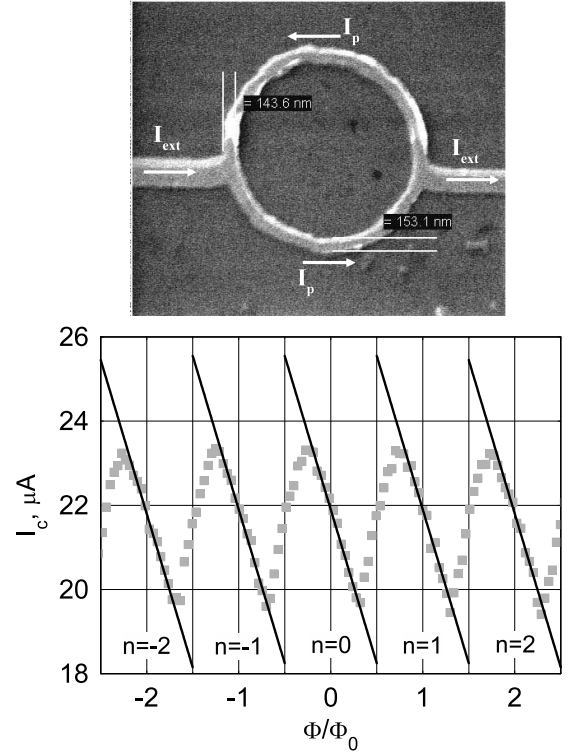 I_p
= 143.6 nm
I_ext I_ext
= 153.1 nm
I_p
26
24
22
20
18
I_c, μA
n=-2 n=-1 n=0 n=1 n=2
-2 -1 0 1 2
Φ/Φ_0